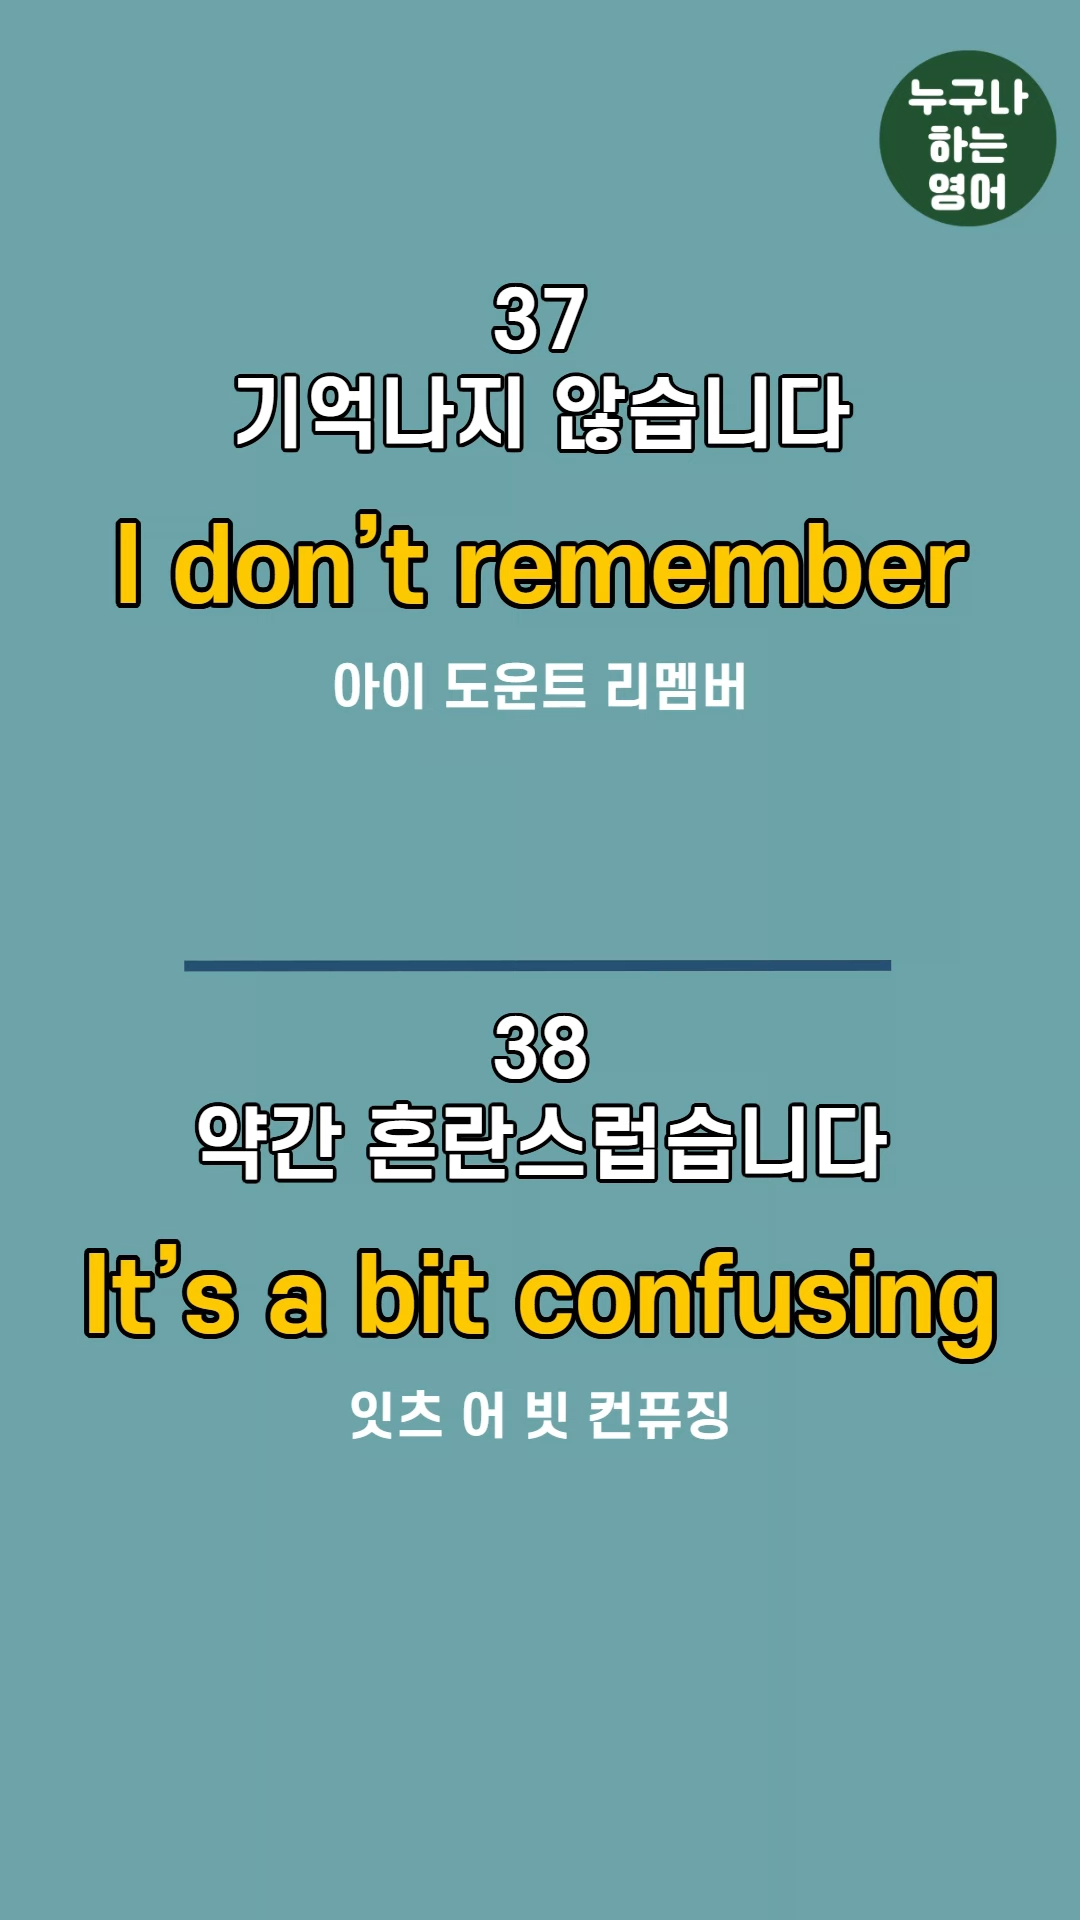 누구나
하는
영어
37
기억나지 않습니다
I don’t remember
아이 도운트 리멤버
38
약간 혼란스럽습니다
It’s a bit confusing
잇츠 어 빗 컨퓨징